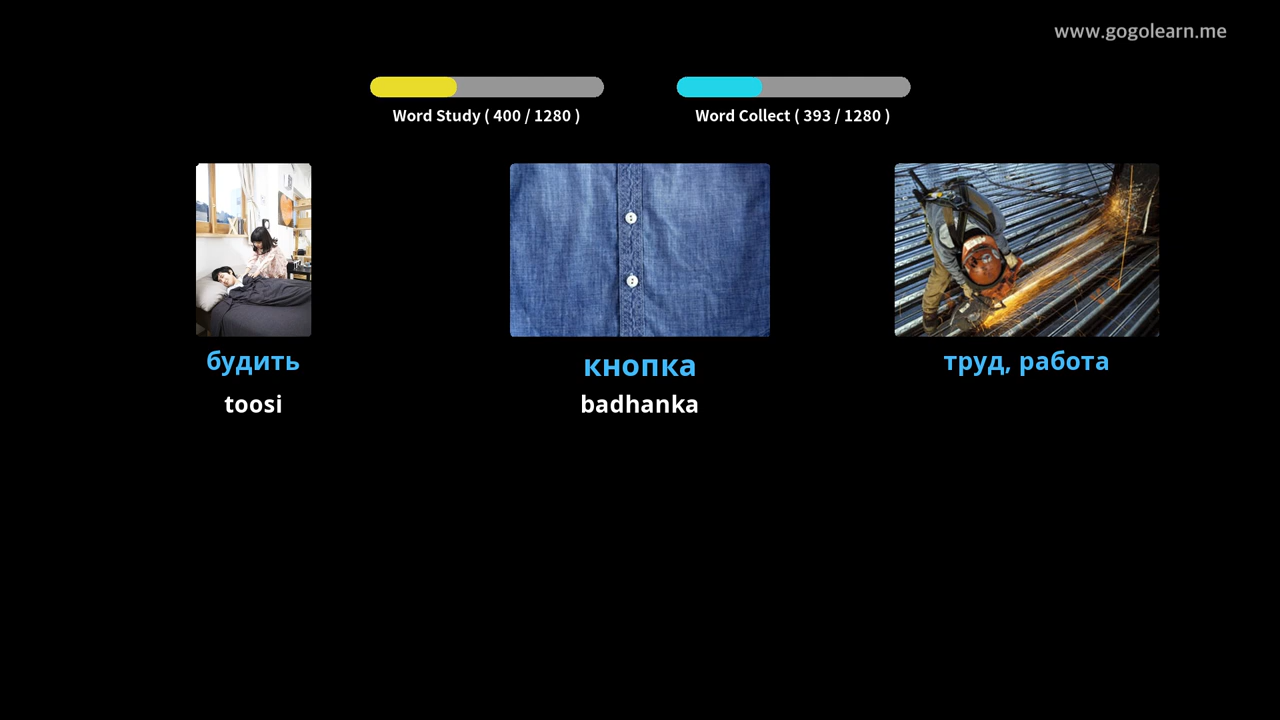 www.gogolearn.me
Word Study ( 400 / 1280 )
Word Collect ( 393 / 1280 )
будить
toosi
кнопка
badhanka
труд, работа